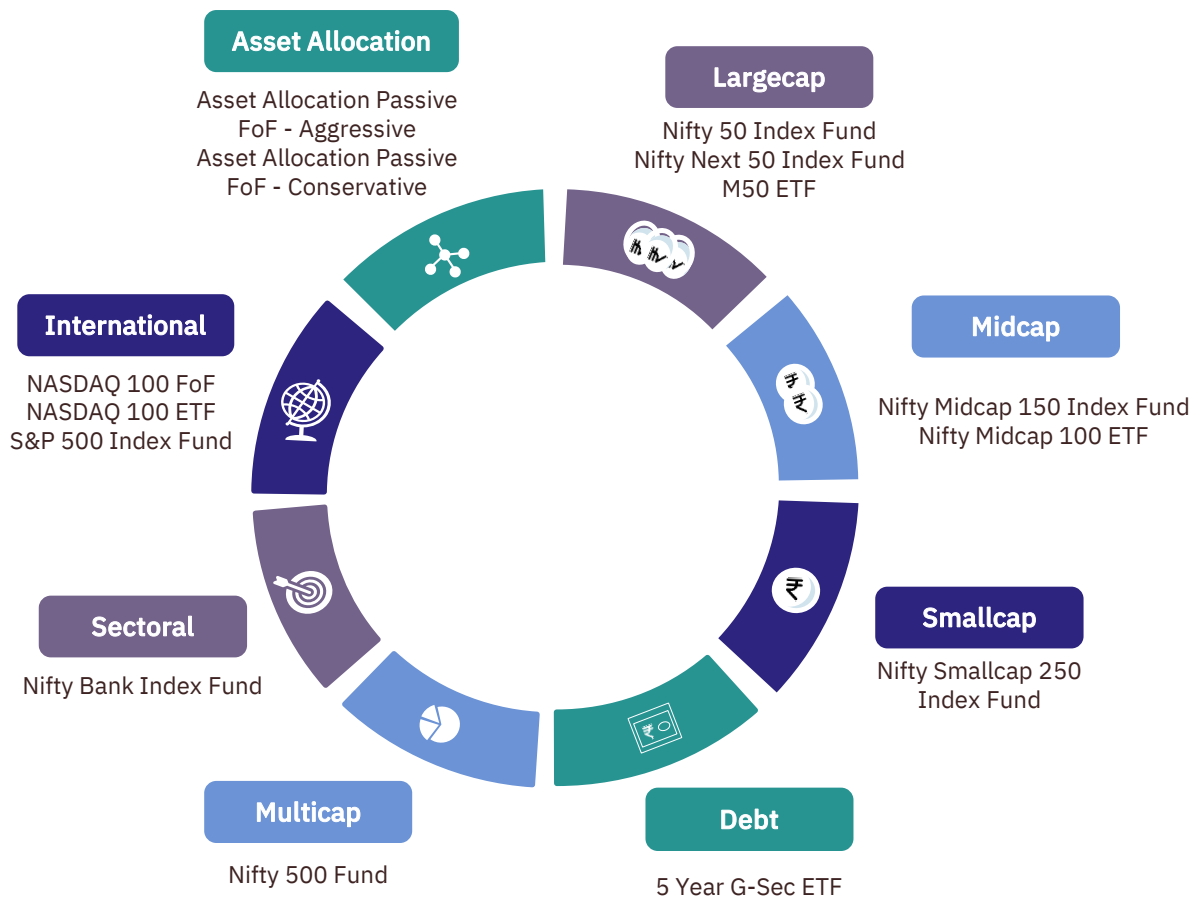 Asset Allocation
Asset Allocation Passive
FoF - Aggressive
Asset Allocation Passive
FoF - Conservative
Largecap
Nifty 50 Index Fund
Nifty Next 50 Index Fund
M50 ETF
International
NASDAQ 100 FoF
NASDAQ 100 ETF
S&P 500 Index Fund
Midcap
Nifty Midcap 150 Index Fund
Nifty Midcap 100 ETF
Sectoral
Nifty Bank Index Fund
Smallcap
Nifty Smallcap 250
Index Fund
Multicap
Nifty 500 Fund
Debt
5 Year G-Sec ETF